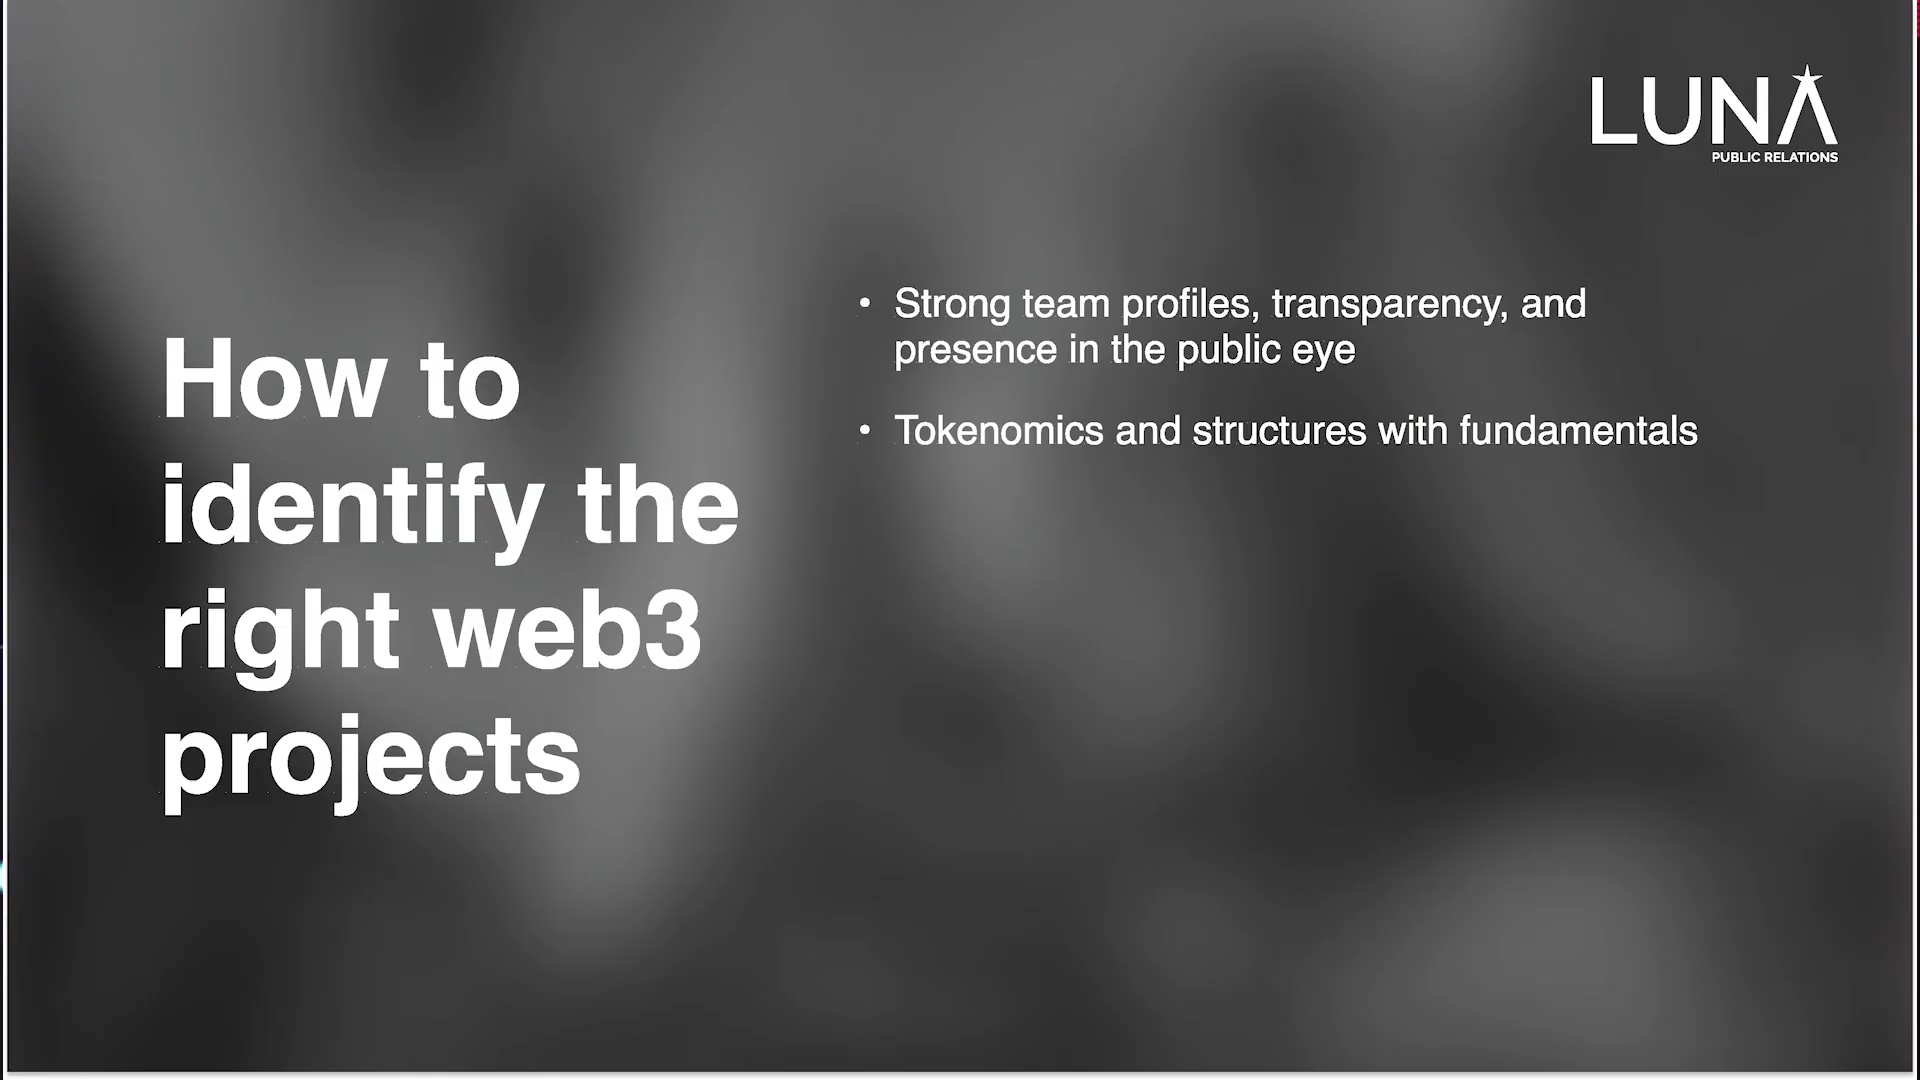 LUNA
PUBLIC RELATIONS
How to
identify the
right web3
projects
• Strong team profiles, transparency, and
presence in the public eye
• Tokenomics and structures with fundamentals